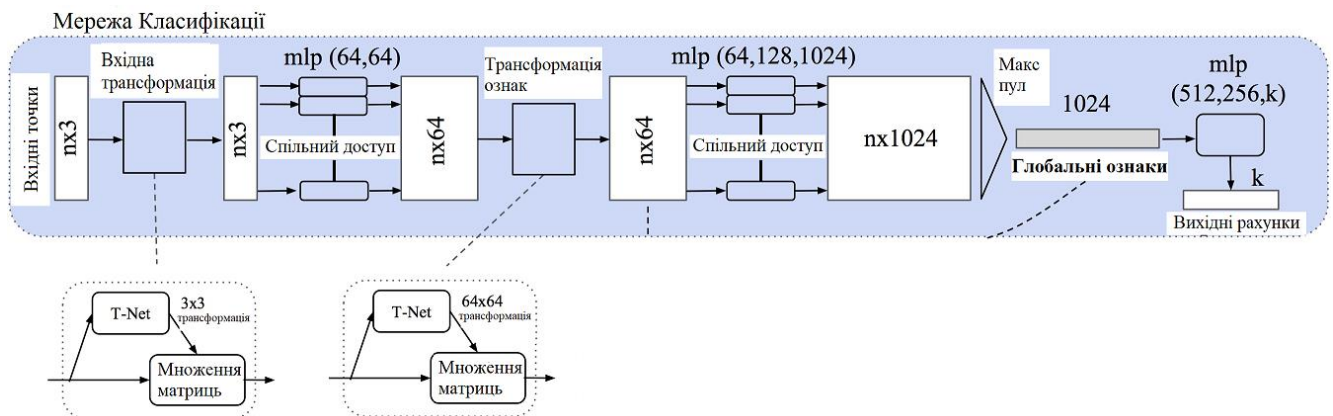 Мережа Класифікації
Вхідні точки
nx3
Вхідна
трансформація
nx3
mlp (64,64)
Спільний доступ
nx64
Трансформація
ознак
nx64
mlp (64,128,1024)
Спільний доступ
nx1024
Макс
пул
1024
Глобальні ознаки
mlp
(512,256,k)
k
Вихідні рахунки
T-Net
3x3
трансформація
Множення
матриць
T-Net
64x64
трансформація
Множення
матриць